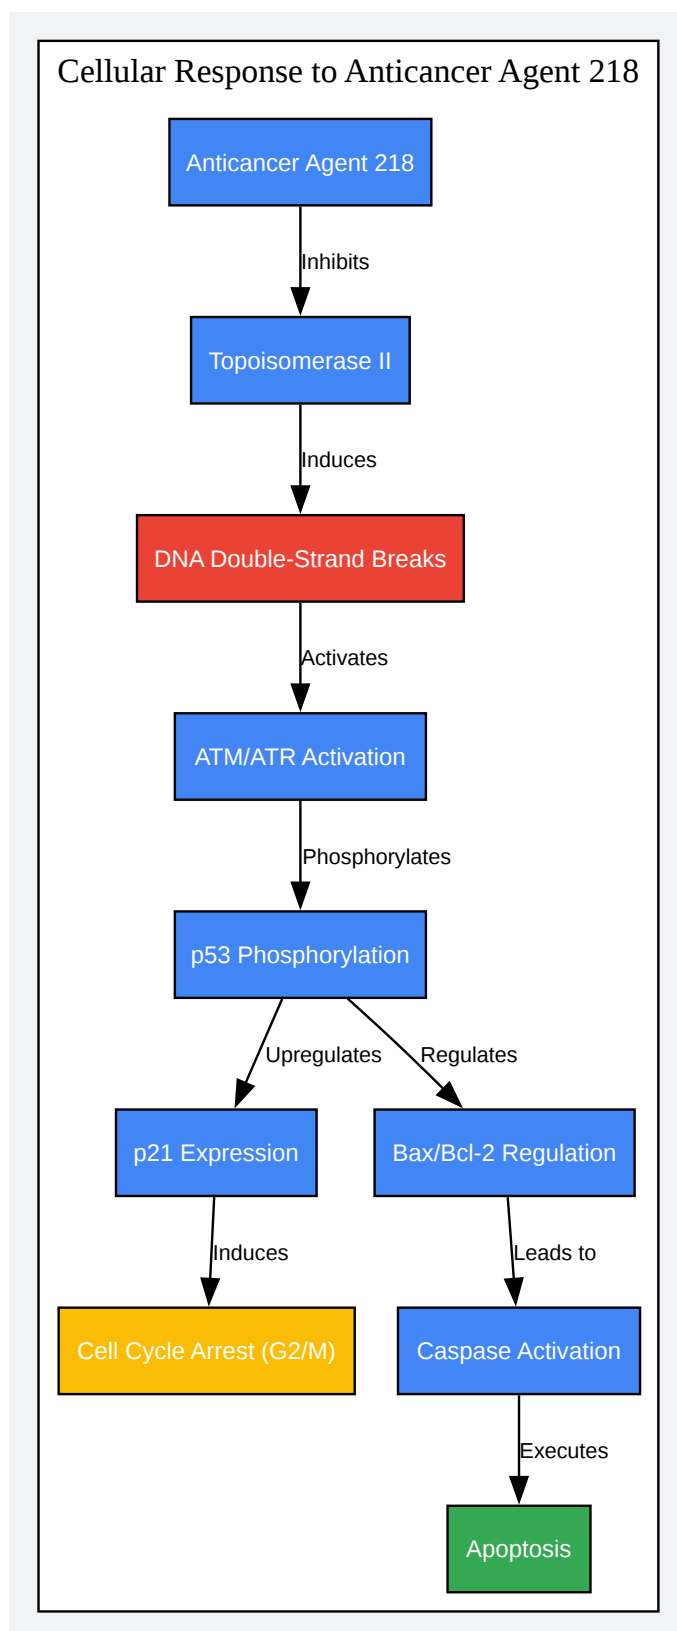 Cellular Response to Anticancer Agent 218
Anticancer Agent 218
Inhibits
Topoisomerase II
Induces
DNA Double-Strand Breaks
Activates
ATM/ATR Activation
Phosphorylates
p53 Phosphorylation
Upregulates
Regulates
p21 Expression
Bax/Bcl-2 Regulation
Induces
Leads to
Cell Cycle Arrest (G2/M)
Caspase Activation
Executes
Apoptosis